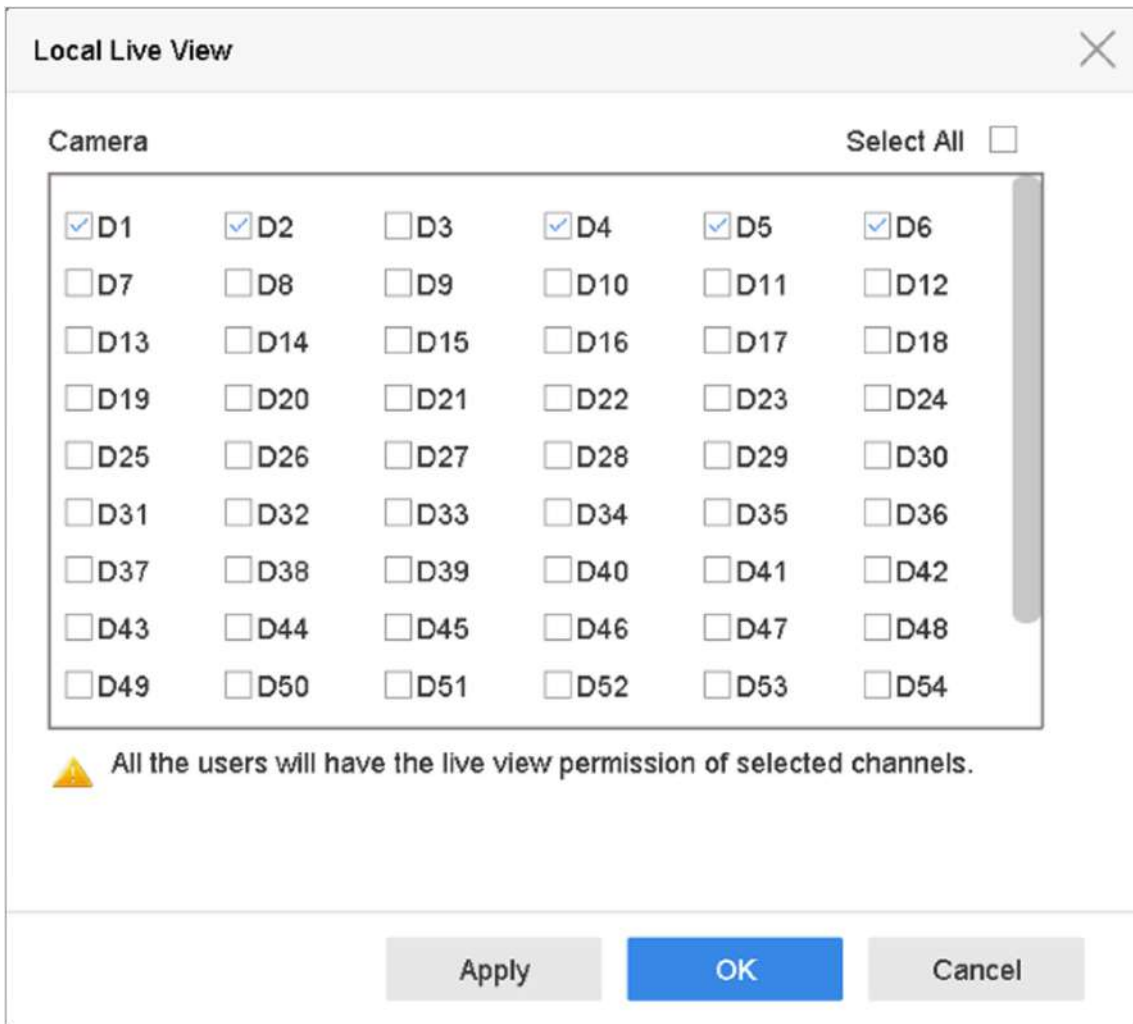 Local Live View
Camera Select All
D1 D2 D3 D4 D5 D6
D7 D8 D9 D10 D11 D12
D13 D14 D15 D16 D17 D18
D19 D20 D21 D22 D23 D24
D25 D26 D27 D28 D29 D30
D31 D32 D33 D34 D35 D36
D37 D38 D39 D40 D41 D42
D43 D44 D45 D46 D47 D48
D49 D50 D51 D52 D53 D54
All the users will have the live view permission of selected channels.
Apply OK Cancel